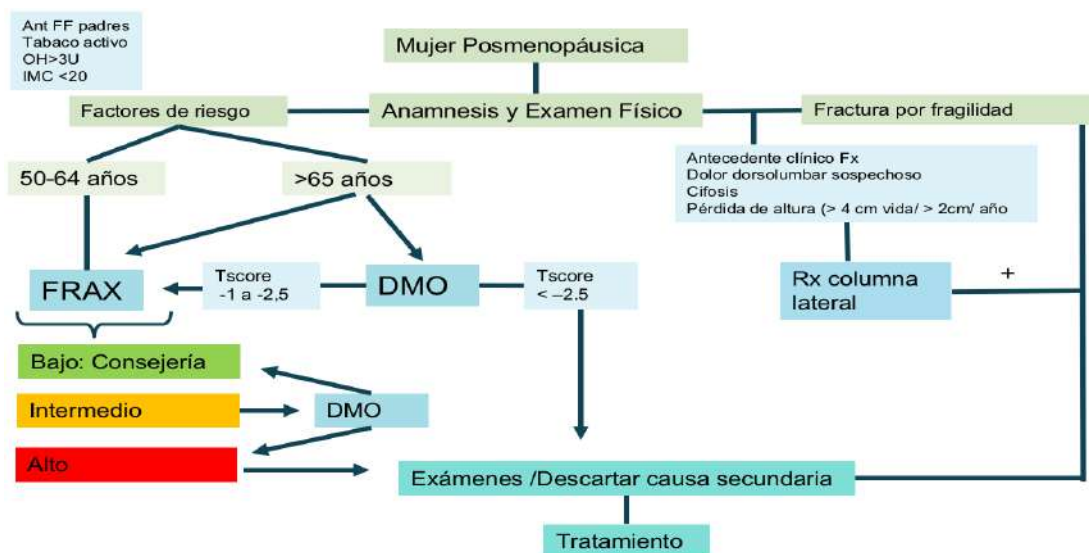 Ant FF padres
Tabaco activo
OH>3U
IMC <20
Mujer Posmenopáusica
Factores de riesgo
Anamnesis y Examen Físico
Fractura por fragilidad
50-64 años
>65 años
Antecedente clínico Fx
Dolor dorsolumbar sospechoso
Cifosis
Pérdida de altura (> 4 cm vida/ > 2cm/ año
FRAX
Tscore
-1 a -2,5
DMO
Tscore
< –2.5
Rx columna
lateral
+
Bajo: Consejería
Intermedio
DMO
Alto
Exámenes /Descartar causa secundaria
Tratamiento